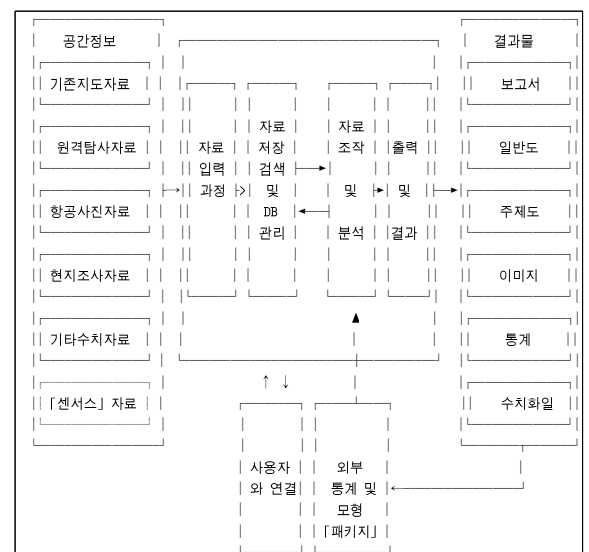 공간정보
기존지도자료
원격탐사자료
항공사진자료
현지조사자료
기타수치자료
「센서스」 자료
자료
입력
과정
자료
저장
검색
및
DB
관리
자료
조작
및
분석
출력
및
결과
결과물
보고서
일반도
주제도
이미지
통계
수치화일
사용자
와 연결
외부
통계 및
모형
「패키지」